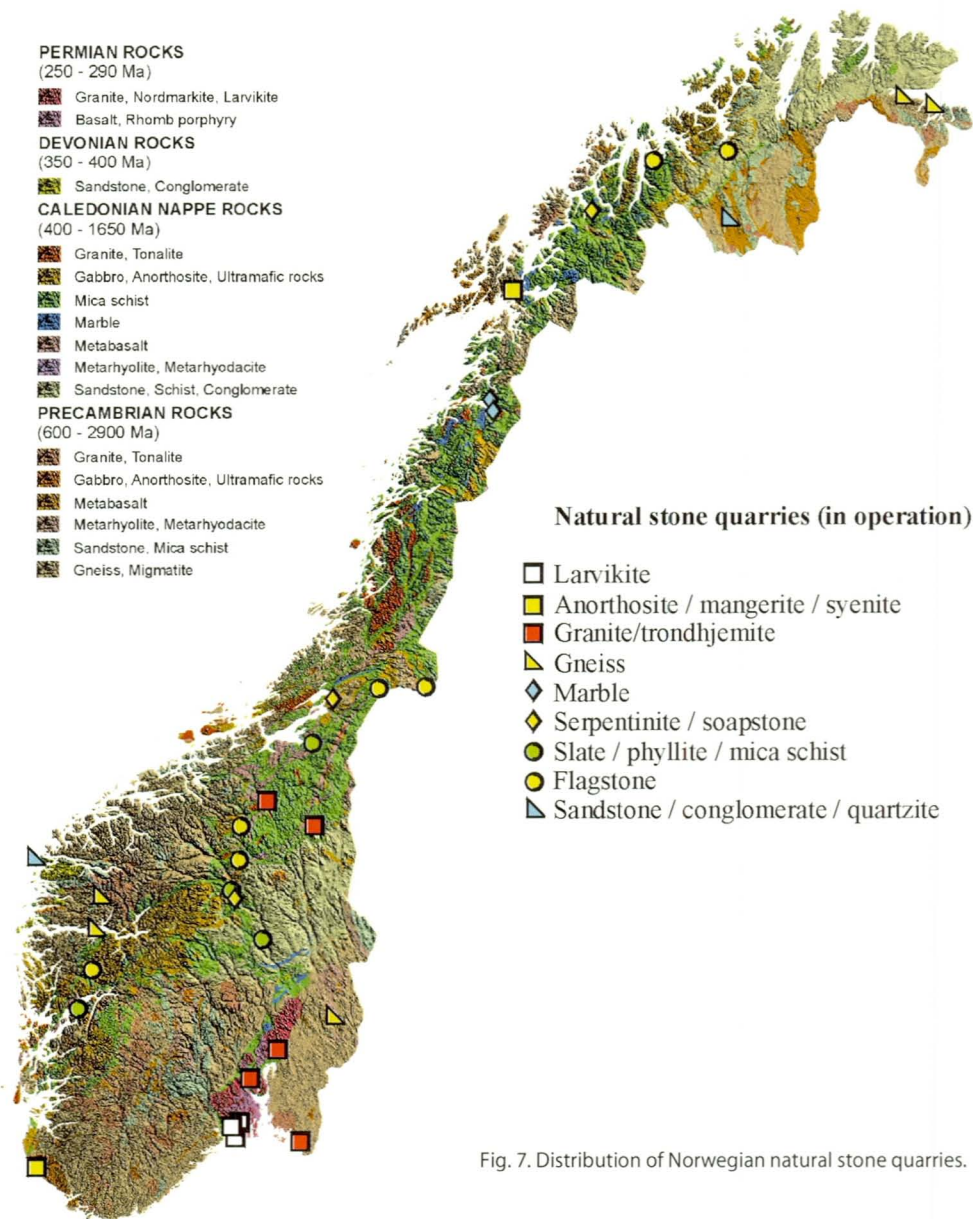 PERMIAN ROCKS
(250 - 290 Ma)
Granite, Nordmarkite, Larvikite
Basalt, Rhomb porphyry
DEVONIAN ROCKS
(350 - 400 Ma)
Sandstone, Conglomerate
CALEDONIAN NAPPE ROCKS
(400 - 1650 Ma)
Granite, Tonalite
Gabbro, Anorthosite, Ultramafic rocks
Mica schist
Marble
Metabasalt
Metarhyolite, Metarhyodacite
Sandstone, Schist, Conglomerate
PRECAMBRIAN ROCKS
(600 - 2900 Ma)
Granite, Tonalite
Gabbro, Anorthosite, Ultramafic rocks
Metabasalt
Metarhyolite, Metarhyodacite
Sandstone, Mica schist
Gneiss, Migmatite
Natural stone quarries (in operation)
Larvikite
Anorthosite / mangerite / syenite
Granite/trondhjemite
Gneiss
Marble
Serpentinite / soapstone
Slate / phyllite / mica schist
Flagstone
Sandstone / conglomerate / quartzite
Fig. 7. Distribution of Norwegian natural stone quarries.